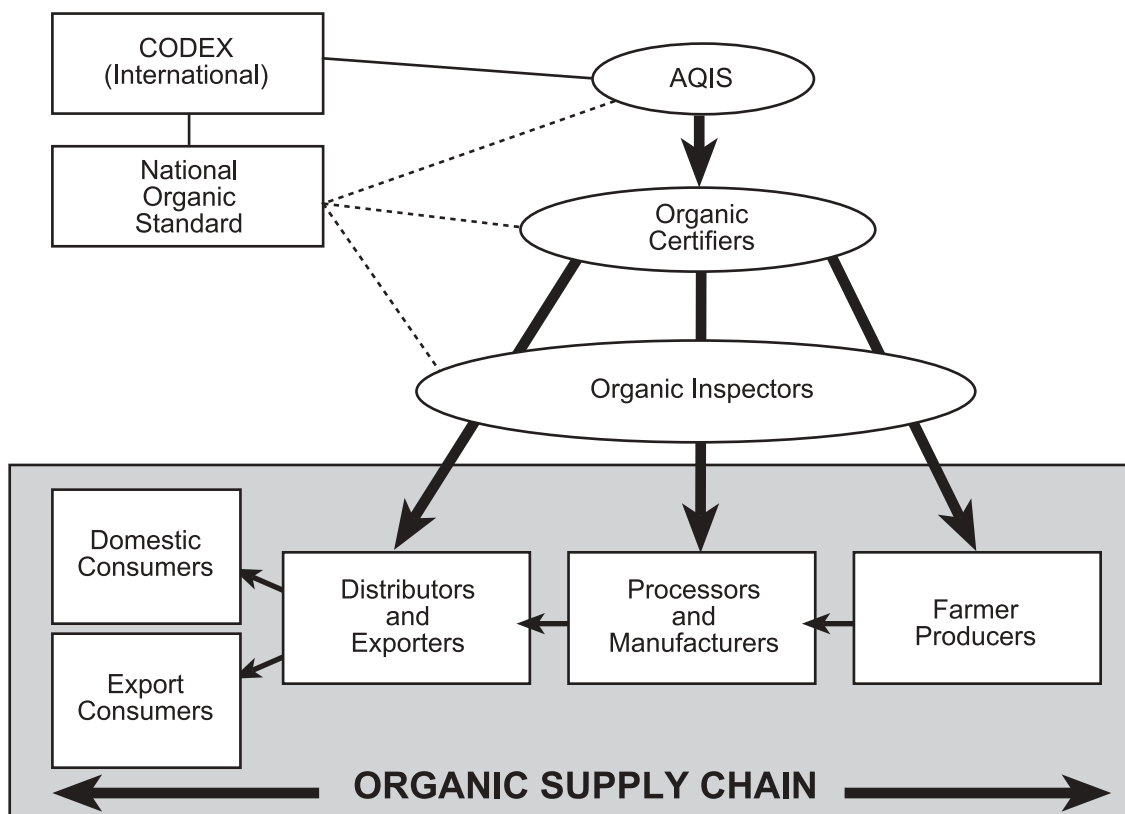 CODEX
(International)
AQIS
National
Organic
Standard
Organic
Certifiers
Organic Inspectors
Domestic
Consumers
Distributors
and
Exporters
Processors
and
Manufacturers
Farmer
Producers
Export
Consumers
ORGANIC SUPPLY CHAIN